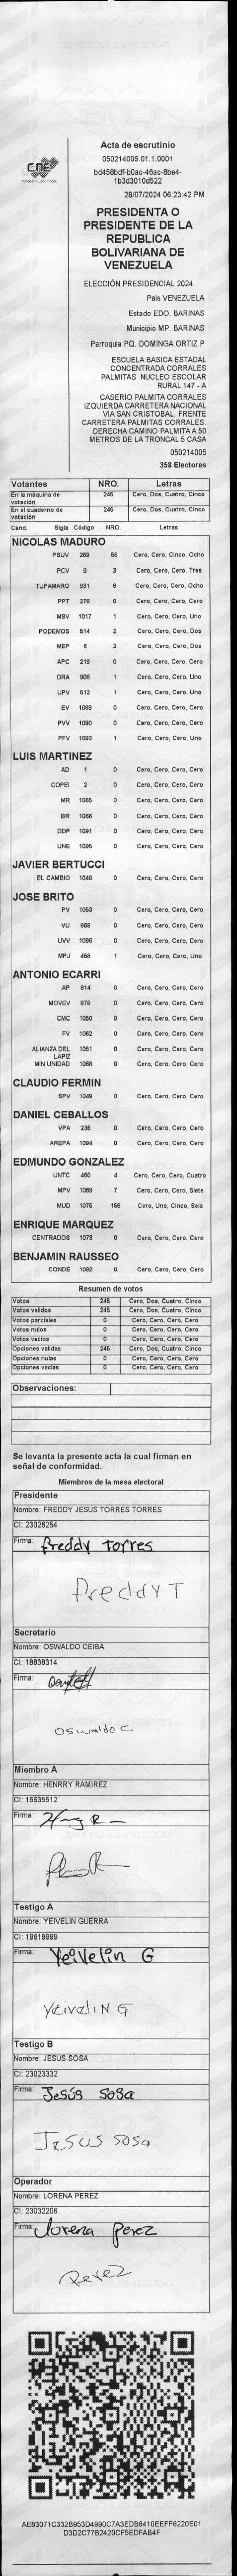 CNE
Acta de escrutinio
050214005.01.1.0001
bd458bdf-b0ac-46ac-8be4-
1b3d3010d522
28/07/2024 06:23:42 PM
PRESIDENTA O
PRESIDENTE DE LA
REPUBLICA
BOLIVARIANA DE
VENEZUELA
ELECCIÓN PRESIDENCIAL 2024
País VENEZUELA
Estado EDO. BARINAS
Municipio MP. BARINAS
Parroquia PQ. DOMINGA ORTIZ P
ESCUELA BASICA ESTADAL
CONCENTRADA CORRALES
PALMITAS NUCLEO ESCOLAR
RURAL 147 - A
CASERIO PALMITA CORRALES
IZQUIERDA CARRETERA NACIONAL
VIA SAN CRISTOBAL. FRENTE
CARRETERA PALMITAS CORRALES.
DERECHA CAMINO PALMITA A 50
METROS DE LA TRONCAL 5 CASA
050214005
358 Electores
Votantes NRO. Letras
En la máquina de votación 245 Cero, Dos, Cuatro, Cinco
En el cuaderno de votación 245 Cero, Dos, Cuatro, Cinco
Cand. Sigla Código NRO. Letras
NICOLAS MADURO
PSUV 269 58 Cero, Cero, Cinco, Ocho
PCV 9 3 Cero, Cero, Cero, Tres
TUPAMARO 931 8 Cero, Cero, Cero, Ocho
PPT 276 0 Cero, Cero, Cero, Cero
MSV 1017 1 Cero, Cero, Cero, Uno
PODEMOS 514 2 Cero, Cero, Cero, Dos
MEP 6 2 Cero, Cero, Cero, Dos
APC 219 0 Cero, Cero, Cero, Cero
ORA 906 1 Cero, Cero, Cero, Uno
UPV 513 1 Cero, Cero, Cero, Uno
EV 1089 0 Cero, Cero, Cero, Cero
PVV 1090 0 Cero, Cero, Cero, Cero
PFV 1093 1 Cero, Cero, Cero, Uno
LUIS MARTINEZ
AD 1 0 Cero, Cero, Cero, Cero
COPEI 2 0 Cero, Cero, Cero, Cero
MR 1065 0 Cero, Cero, Cero, Cero
BR 1066 0 Cero, Cero, Cero, Cero
DDP 1091 0 Cero, Cero, Cero, Cero
UNE 1095 0 Cero, Cero, Cero, Cero
JAVIER BERTUCCI
EL CAMBIO 1048 0 Cero, Cero, Cero, Cero
JOSE BRITO
PV 1053 0 Cero, Cero, Cero, Cero
VU 868 0 Cero, Cero, Cero, Cero
UVV 1096 0 Cero, Cero, Cero, Cero
MPJ 458 1 Cero, Cero, Cero, Uno
ANTONIO ECARRI
AP 814 0 Cero, Cero, Cero, Cero
MOVEV 878 0 Cero, Cero, Cero, Cero
CMC 1050 0 Cero, Cero, Cero, Cero
FV 1062 0 Cero, Cero, Cero, Cero
ALIANZA DEL LAPIZ 1051 0 Cero, Cero, Cero, Cero
MIN UNIDAD 1068 0 Cero, Cero, Cero, Cero
CLAUDIO FERMIN
SPV 1049 0 Cero, Cero, Cero, Cero
DANIEL CEBALLOS
VPA 236 0 Cero, Cero, Cero, Cero
AREPA 1094 0 Cero, Cero, Cero, Cero
EDMUNDO GONZALEZ
UNTC 460 4 Cero, Cero, Cero, Cuatro
MPV 1069 7 Cero, Cero, Cero, Siete
MUD 1075 156 Cero, Uno, Cinco, Seis
ENRIQUE MARQUEZ
CENTRADOS 1073 0 Cero, Cero, Cero, Cero
BENJAMIN RAUSSEO
CONDE 1092 0 Cero, Cero, Cero, Cero
Resumen de votos
Votos 245 Cero, Dos, Cuatro, Cinco
Votos validos 245 Cero, Dos, Cuatro, Cinco
Votos parciales 0 Cero, Cero, Cero, Cero
Votos nulos 0 Cero, Cero, Cero, Cero
Votos vacios 0 Cero, Cero, Cero, Cero
Opciones validas 245 Cero, Dos, Cuatro, Cinco
Opciones nulas 0 Cero, Cero, Cero, Cero
Opciones vacias 0 Cero, Cero, Cero, Cero
Observaciones:
Se levanta la presente acta la cual firman en
señal de conformidad.
Miembros de la mesa electoral
Presidente
Nombre: FREDDY JESUS TORRES TORRES
CI: 23026254
Firma: freddy torres
freddy T
Secretario
Nombre: OSWALDO CEIBA
CI: 18838314
Firma:
Oswaldo C
Miembro A
Nombre: HENRRY RAMIREZ
CI: 16635512
Firma:
Testigo A
Nombre: YEIVELIN GUERRA
CI: 19619999
Firma: Yeivelin G
Yeivelin G
Testigo B
Nombre: JESUS SOSA
CI: 23023332
Firma: Jesús Sosa
Jesús Sosa
Operador
Nombre: LORENA PEREZ
CI: 23032206
Firma: lorena perez
Perez
AE83071C332B953D4990C7A3EDB6410EEFF6220E01
D3D2C77B2420CF5EDFAB4F